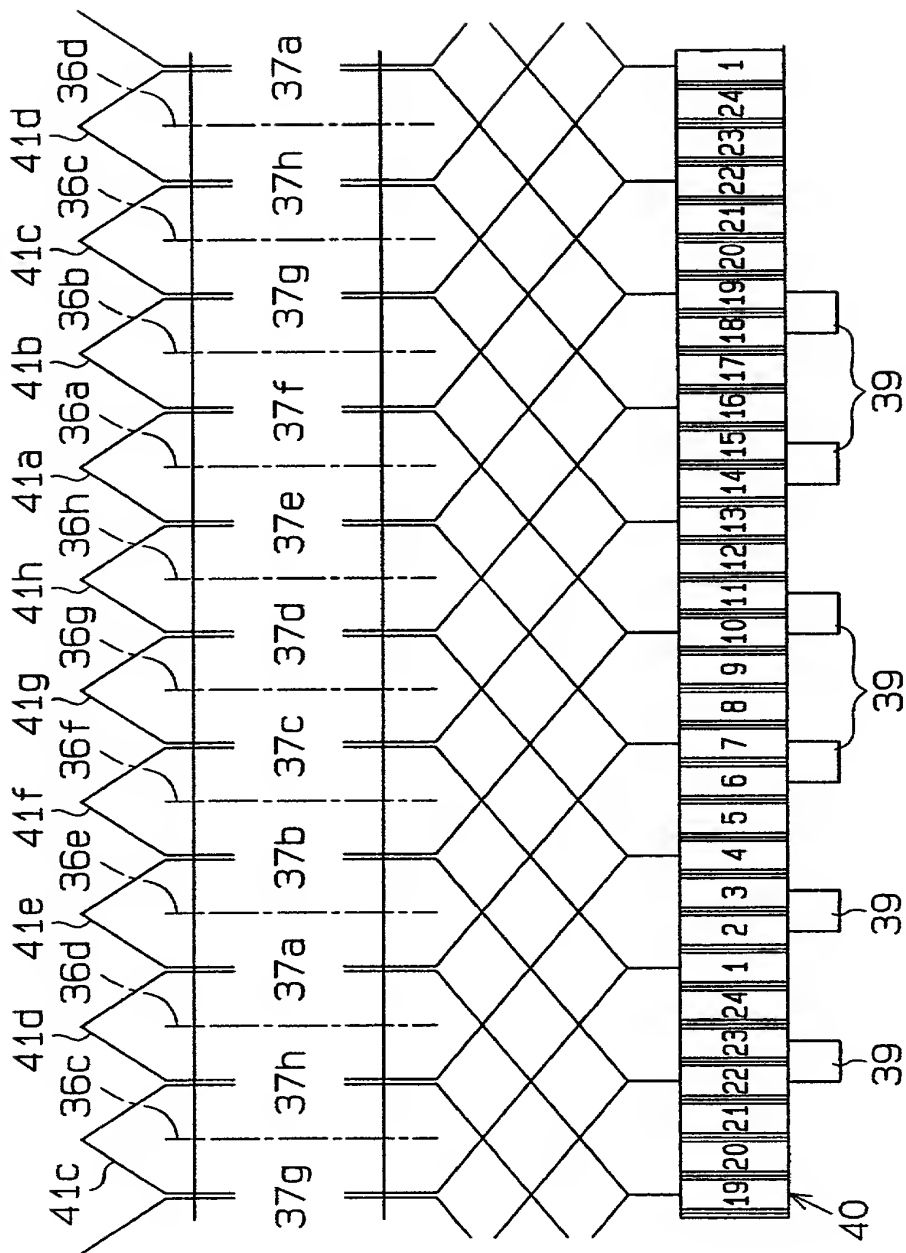 41c 41d 41e 41f 41g 41h 41a 41b 41c 41d
36c 36d 36e 36f 36g 36h 36a 36b 36c 36d
37g 37h 37a 37b 37c 37d 37e 37f 37g 37h 37a
19 20 21 22 23 24 1 2 3 4 5 6 7 8 9 10 11 12 13 14 15 16 17 18 19 20 21 22 23 24 1
40 39 39 39 39